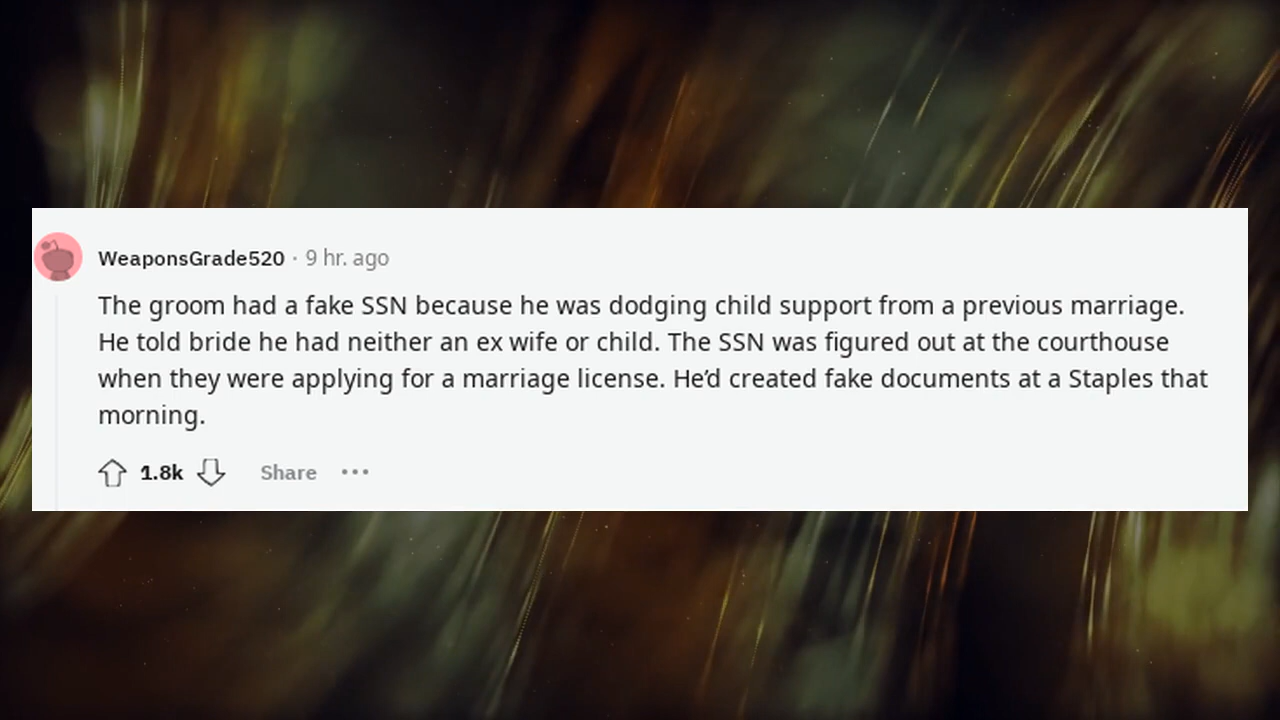 WeaponsGrade520 · 9 hr. ago
The groom had a fake SSN because he was dodging child support from a previous marriage.
He told bride he had neither an ex wife or child. The SSN was figured out at the courthouse
when they were applying for a marriage license. He’d created fake documents at a Staples that
morning.
1.8k Share •••